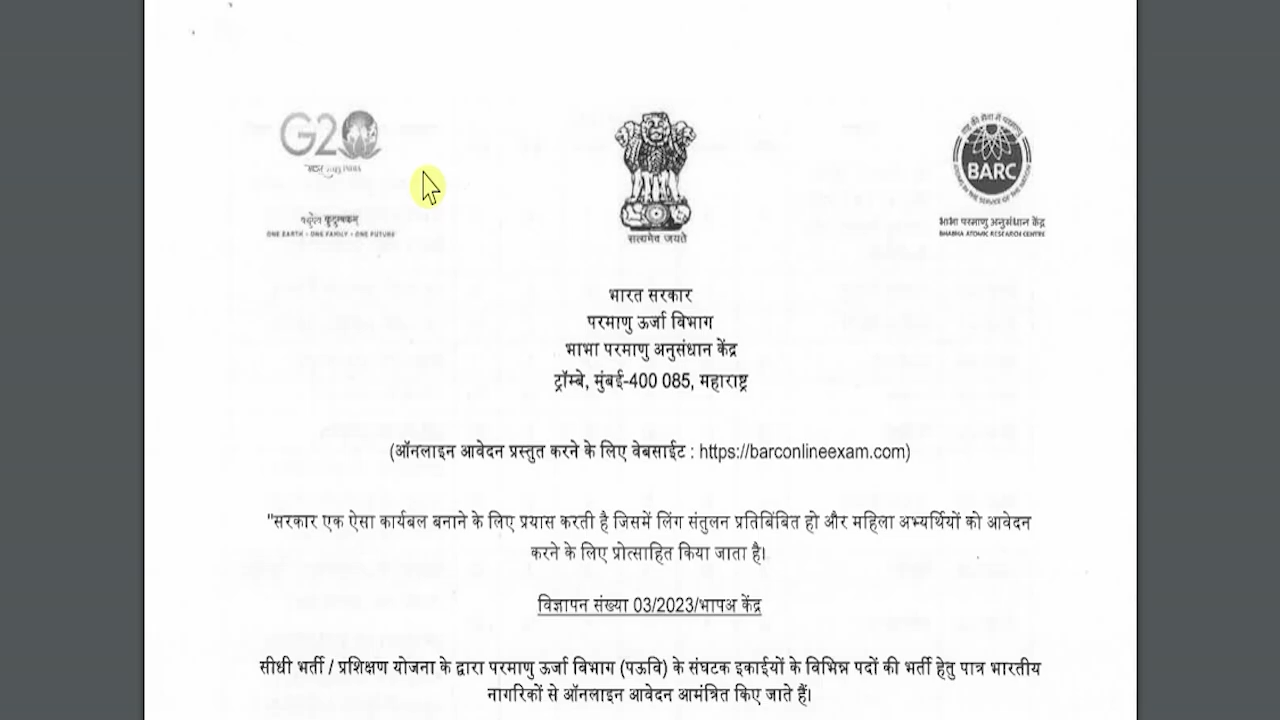 G20
वसुधैव कुटुम्बकम्
ONE EARTH • ONE FAMILY • ONE FUTURE
सत्यमेव जयते
BARC
भाभा परमाणु अनुसंधान केंद्र
BHABHA ATOMIC RESEARCH CENTRE
भारत सरकार
परमाणु ऊर्जा विभाग
भाभा परमाणु अनुसंधान केंद्र
ट्रॉम्बे, मुंबई-400 085, महाराष्ट्र
(ऑनलाइन आवेदन प्रस्तुत करने के लिए वेबसाईट : https://barconlineexam.com)
"सरकार एक ऐसा कार्यबल बनाने के लिए प्रयास करती है जिसमें लिंग संतुलन प्रतिबिंबित हो और महिला अभ्यर्थियों को आवेदन
करने के लिए प्रोत्साहित किया जाता है।
विज्ञापन संख्या 03/2023/भापअ केंद्र
सीधी भर्ती / प्रशिक्षण योजना के द्वारा परमाणु ऊर्जा विभाग (पऊवि) के संघटक इकाईयों के विभिन्न पदों की भर्ती हेतु पात्र भारतीय
नागरिकों से ऑनलाइन आवेदन आमंत्रित किए जाते हैं।